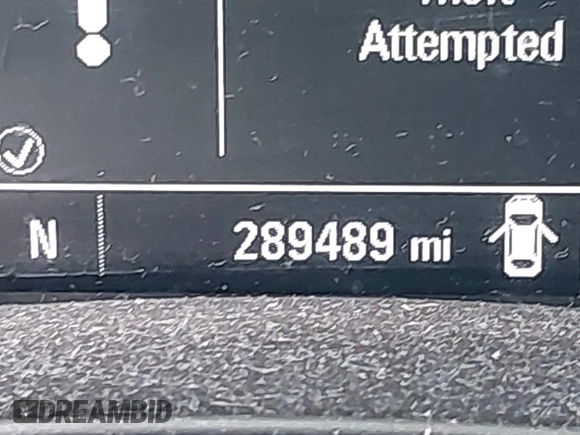 Attempted
N
289489 mi
DREAMBID